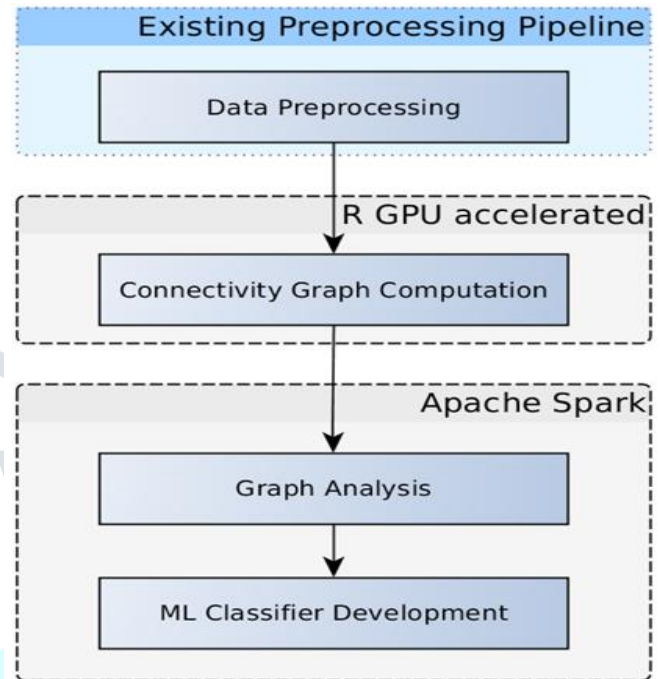 Existing Preprocessing Pipeline
Data Preprocessing
R GPU accelerated
Connectivity Graph Computation
Apache Spark
Graph Analysis
ML Classifier Development